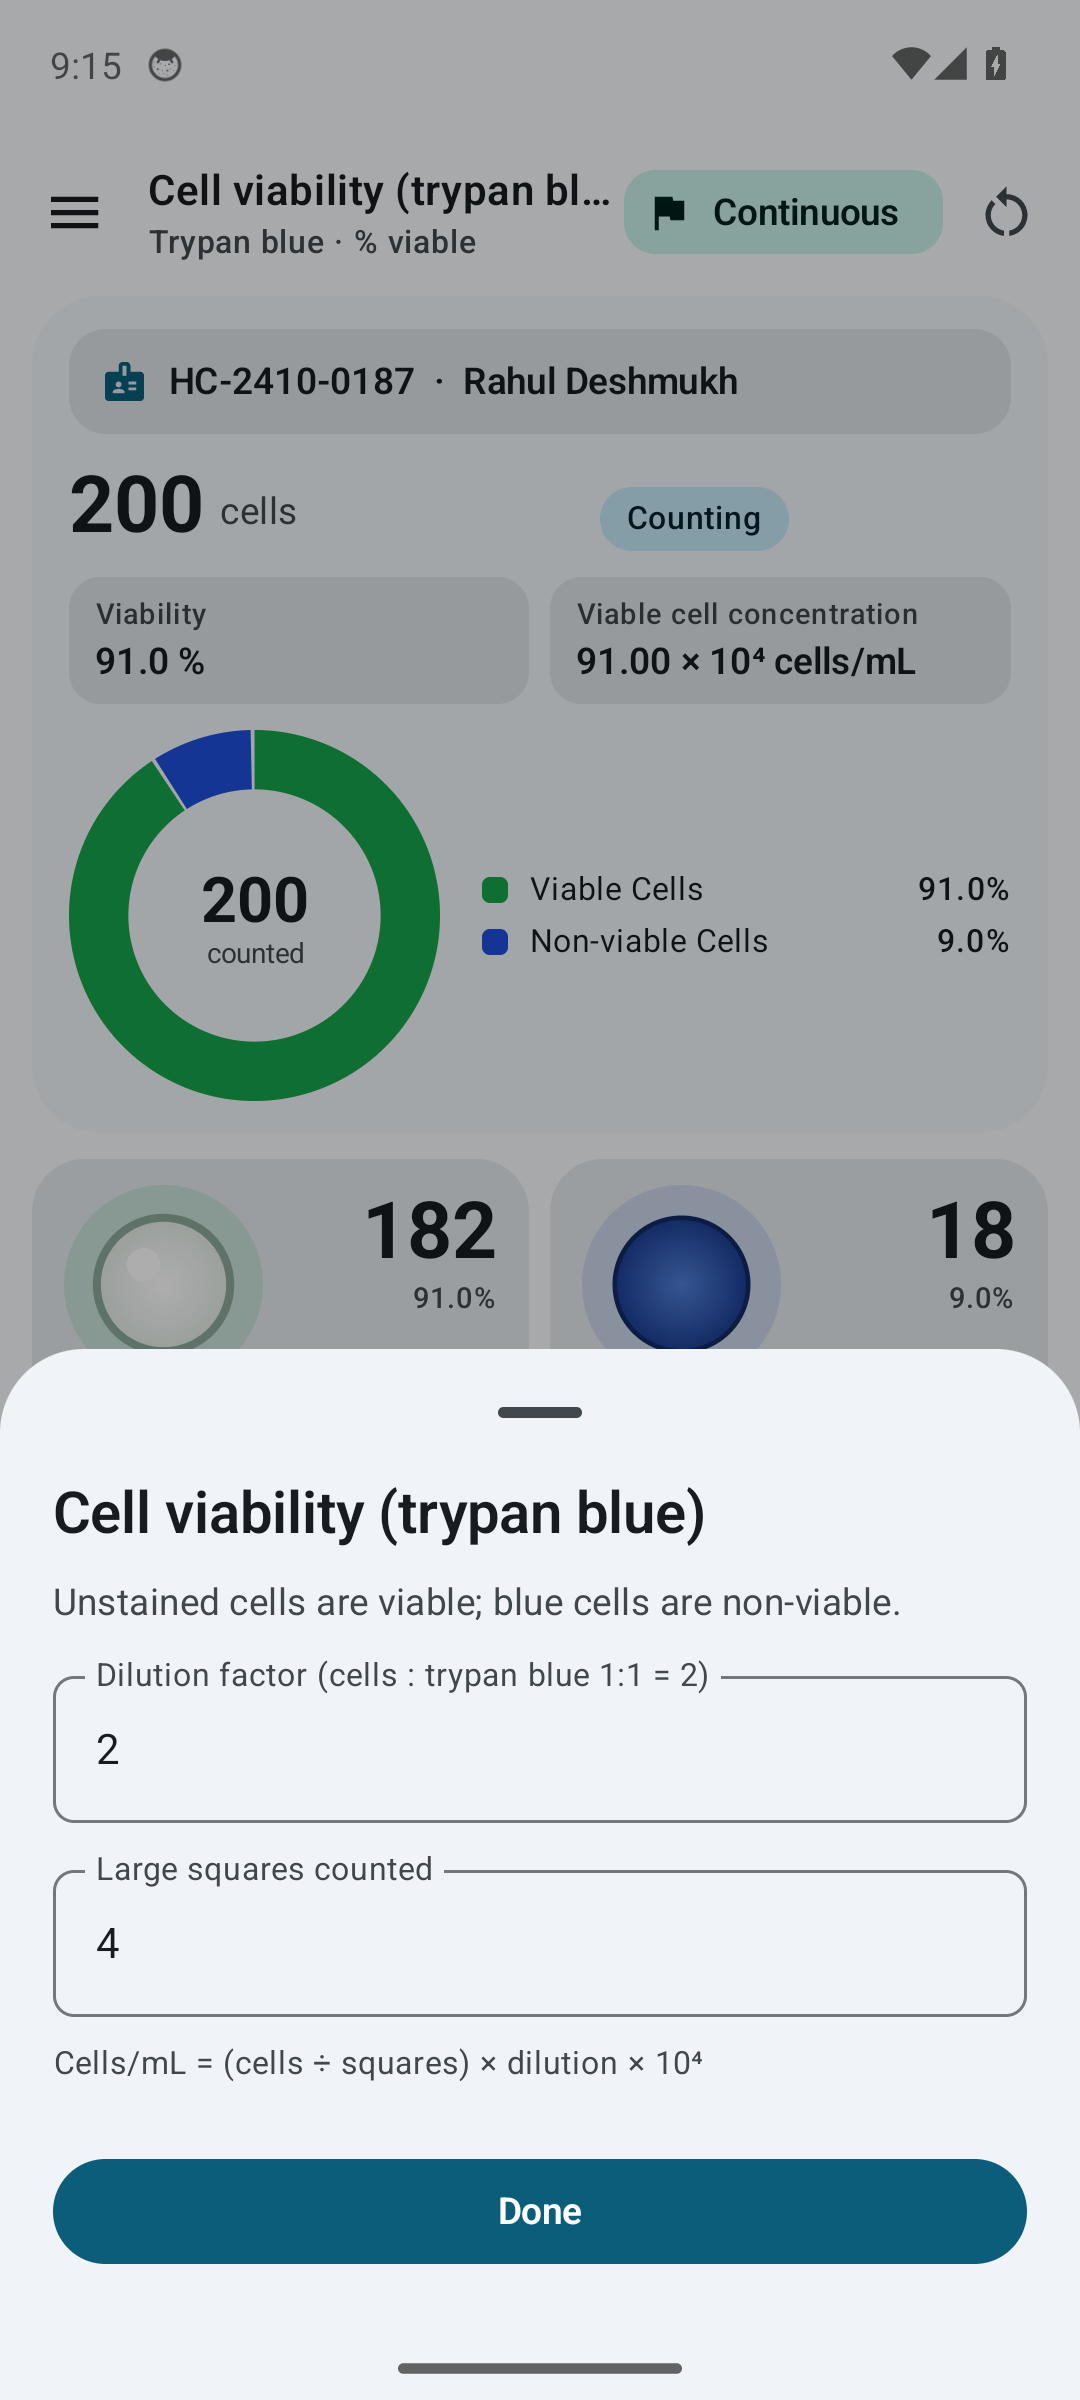 9:15
Cell viability (trypan bl…
Trypan blue · % viable
Continuous
HC-2410-0187 · Rahul Deshmukh
200 cells
Counting
Viability
91.0 %
Viable cell concentration
91.00 × 10⁴ cells/mL
200
counted
Viable Cells 91.0%
Non-viable Cells 9.0%
182
91.0%
18
9.0%
Cell viability (trypan blue)
Unstained cells are viable; blue cells are non-viable.
Dilution factor (cells : trypan blue 1:1 = 2)
2
Large squares counted
4
Cells/mL = (cells ÷ squares) × dilution × 10⁴
Done